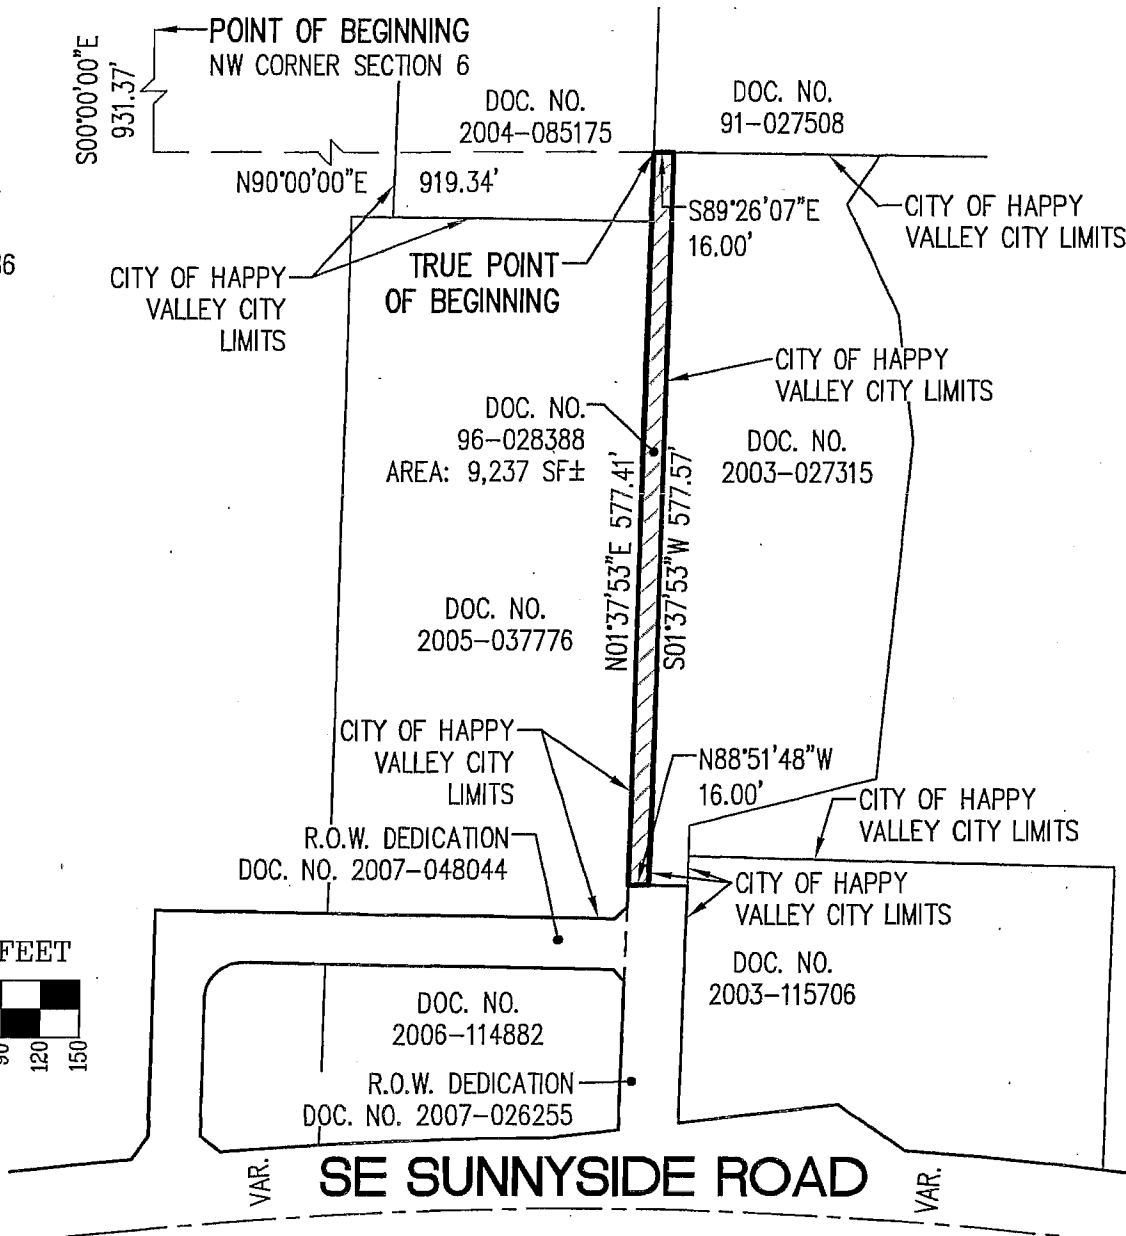 POINT OF BEGINNING
NW CORNER SECTION 6
S00°00'00"E
931.37'
DOC. NO.
2004-085175
DOC. NO.
91-027508
N90°00'00"E 919.34'
S89°26'07"E
16.00'
CITY OF HAPPY
VALLEY CITY LIMITS
CITY OF HAPPY
VALLEY CITY
LIMITS
TRUE POINT
OF BEGINNING
CITY OF HAPPY
VALLEY CITY LIMITS
DOC. NO.
96-028388
AREA: 9,237 SF±
DOC. NO.
2003-027315
N01°37'53"E 577.41'
S01°37'53"W 577.57'
DOC. NO.
2005-037776
CITY OF HAPPY
VALLEY CITY
LIMITS
N88°51'48"W
16.00'
CITY OF HAPPY
VALLEY CITY LIMITS
R.O.W. DEDICATION
DOC. NO. 2007-048044
CITY OF HAPPY
VALLEY CITY LIMITS
FEET
90
120
150
DOC. NO.
2003-115706
DOC. NO.
2006-114882
R.O.W. DEDICATION
DOC. NO. 2007-026255
VAR.
SE SUNNYSIDE ROAD
VAR.